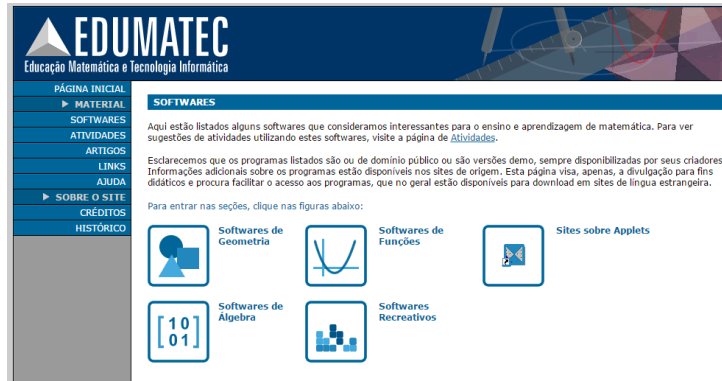 EDUMATEC
Educação Matemática e Tecnologia Informática
PÁGINA INICIAL
MATERIAL
SOFTWARES
ATIVIDADES
ARTIGOS
LINKS
AJUDA
SOBRE O SITE
CRÉDITOS
HISTÓRICO
SOFTWARES
Aqui estão listados alguns softwares que consideramos interessantes para o ensino e aprendizagem de matemática. Para ver
sugestões de atividades utilizando estes softwares, visite a página de Atividades.
Esclarecemos que os programas listados são ou de domínio público ou são versões demo, sempre disponibilizadas por seus criadores
Informações adicionais sobre os programas estão disponíveis nos sites de origem. Esta página visa, apenas, a divulgação para fins
didáticos e procura facilitar o acesso aos programas, que no geral estão disponíveis para download em sites de língua estrangeira.
Para entrar nas seções, clique nas figuras abaixo:
Softwares de
Geometria
Softwares de
Funções
Sites sobre Applets
10
01
Softwares de
Álgebra
Softwares
Recreativos